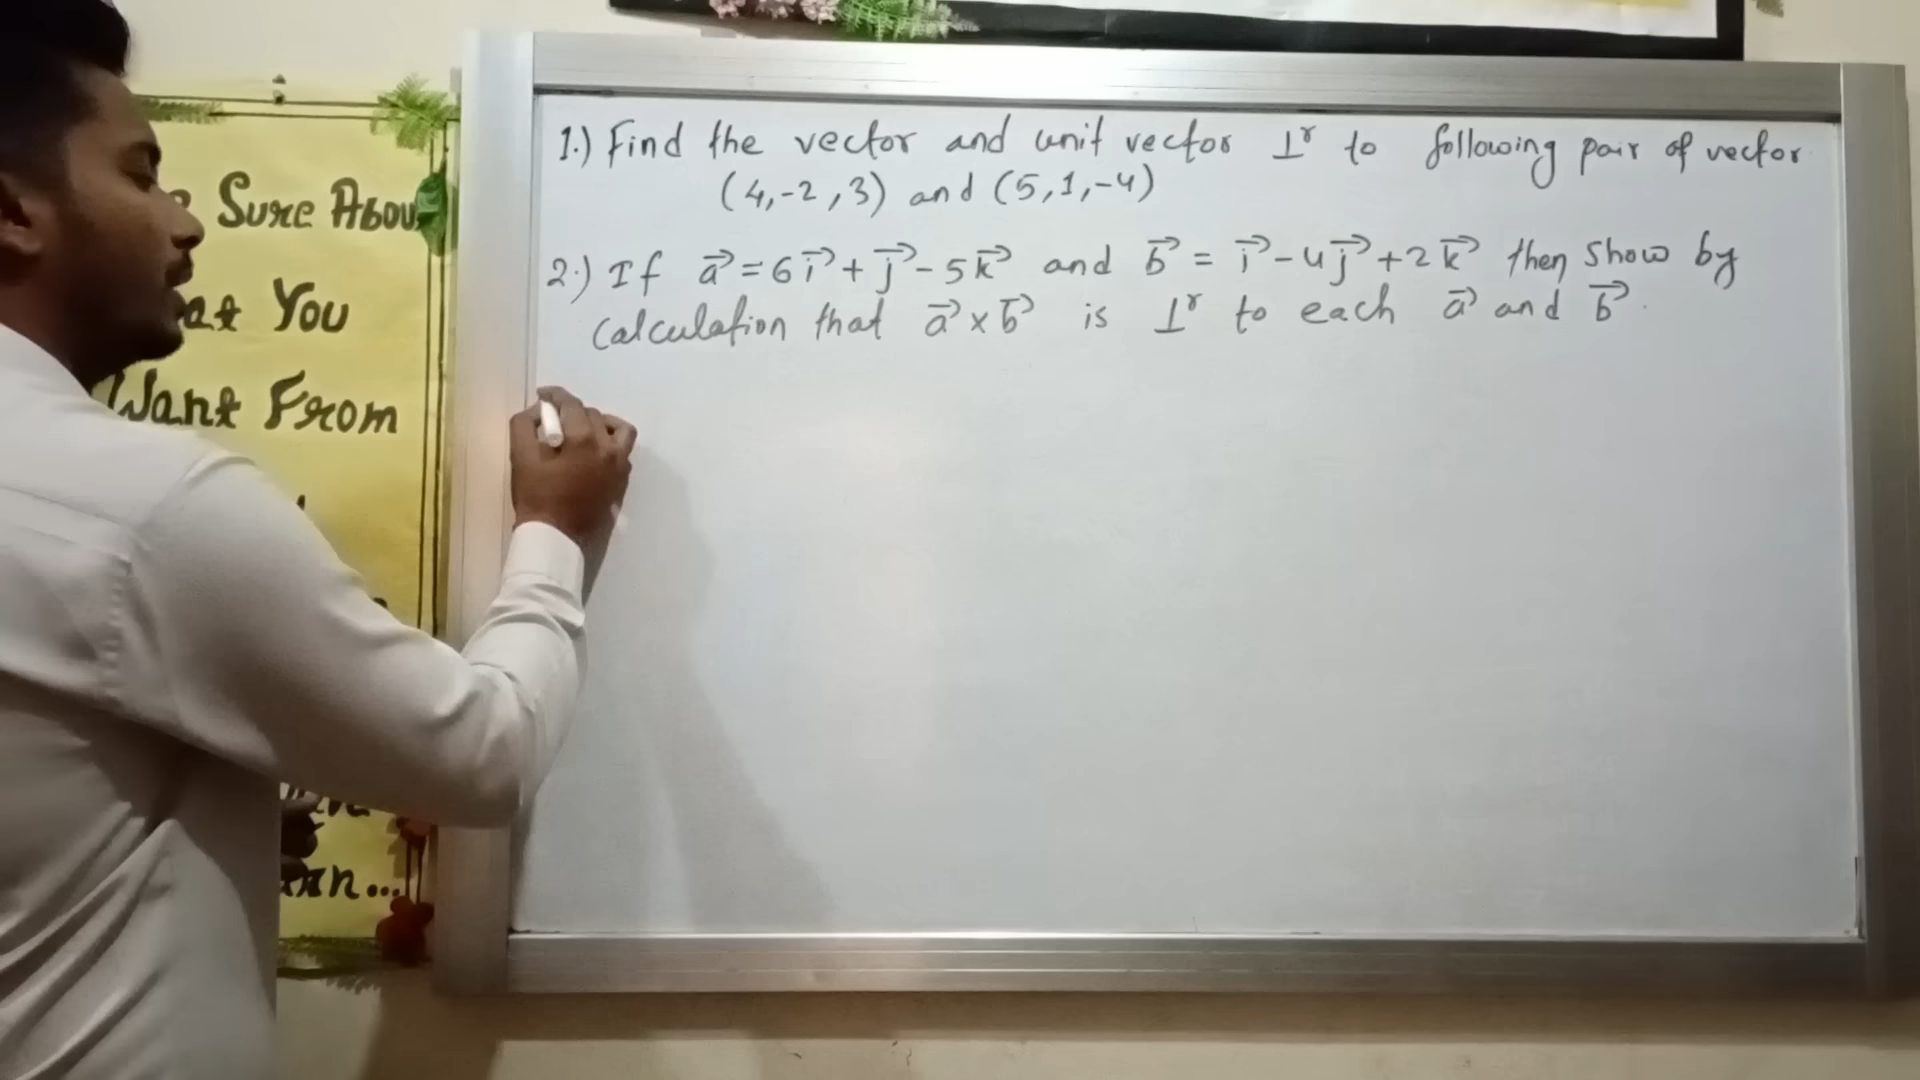 Sure Abou
You
Want From
1.) Find the vector and unit vector ⊥r to following pair of vector
(4,-2,3) and (5,1,-4)
2.) If a⃗ = 6i⃗ + j⃗ - 5k⃗ and b⃗ = i⃗ - 4j⃗ + 2k⃗ then show by
calculation that a⃗ x b⃗ is ⊥r to each a⃗ and b⃗.